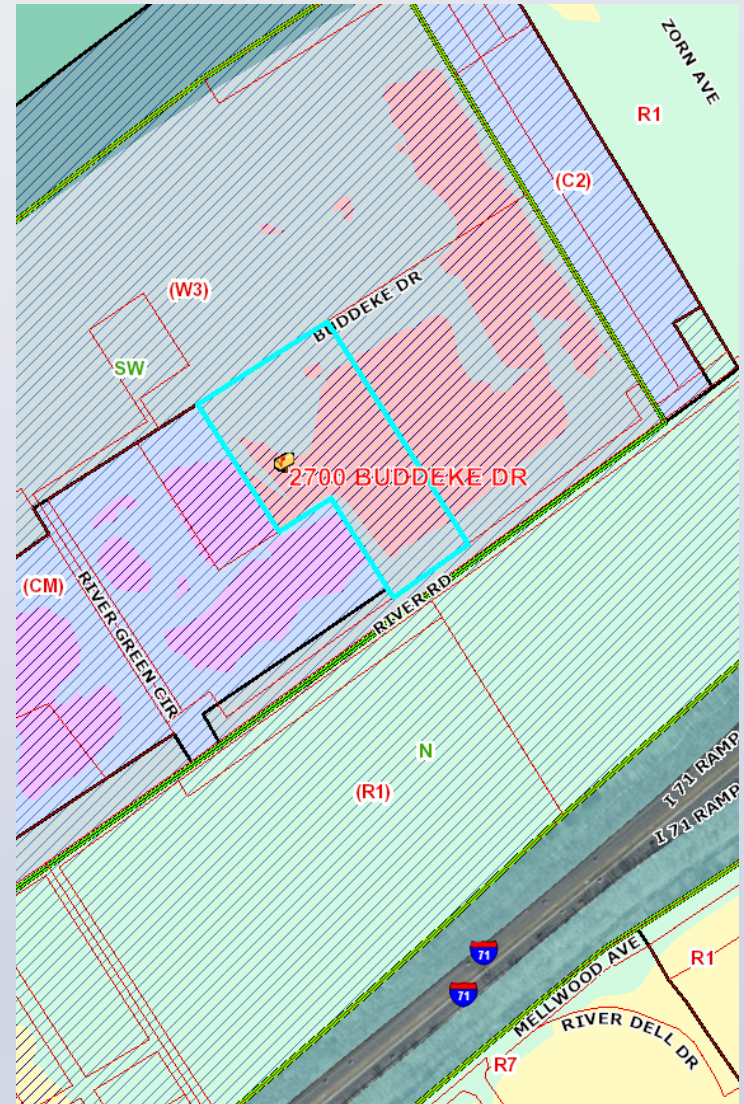 ZORN AVE
R1
(C2)
BUDDEKE DR
(W3)
SW
2700 BUDDEKE DR
(CM)
RIVER GREEN CIR
RIVER RD
N
(R1)
I 71 RAMP
I 71 RAMP
71
71
MELLWOOD AVE
R1
RIVER DELL DR
R7